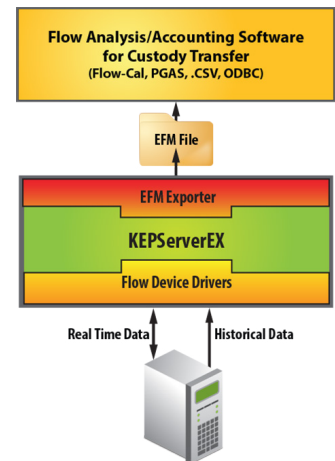 Flow Analysis/Accounting Software
for Custody Transfer
(Flow-Cal, PGAS, .CSV, ODBC)
EFM File
EFM Exporter
KEPServerEX
Flow Device Drivers
Real Time Data
Historical Data